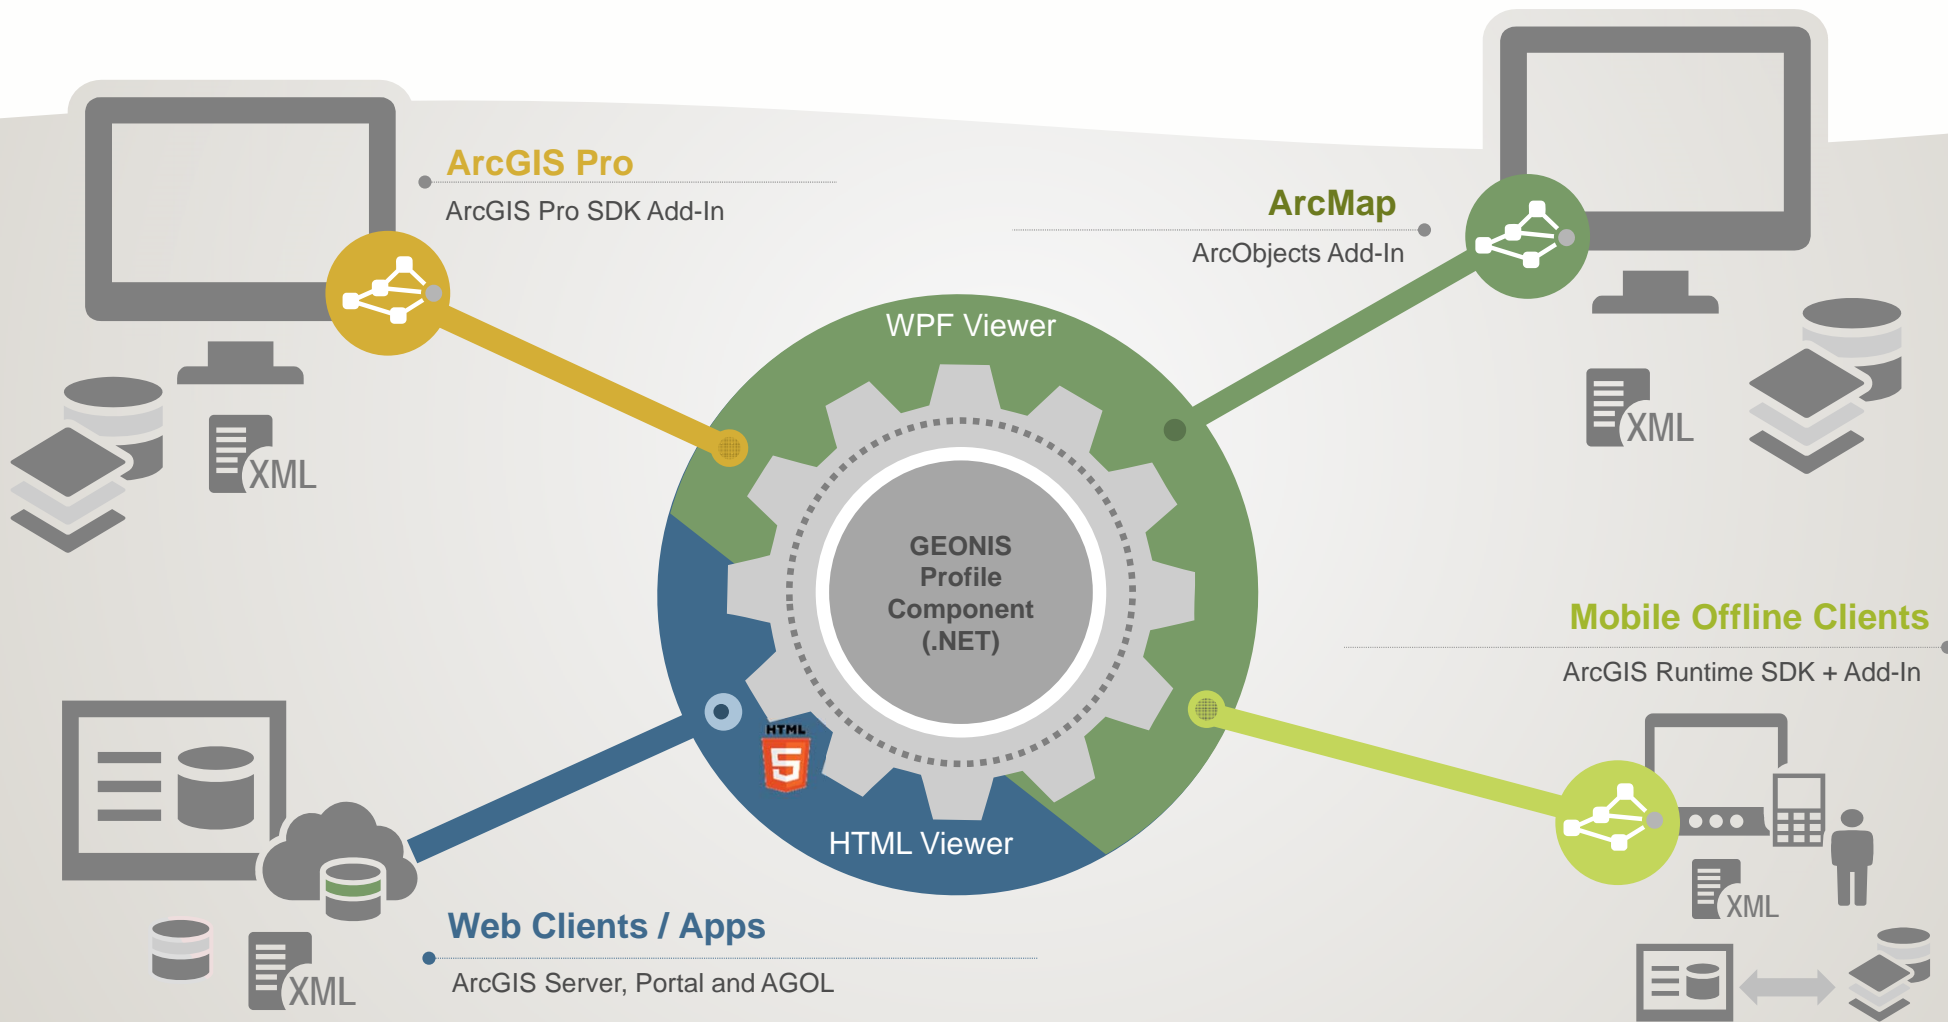 ArcGIS Pro
ArcGIS Pro SDK Add-In
XML
ArcMap
ArcObjects Add-In
XML
WPF Viewer
GEONIS
Profile
Component
(.NET)
HTML
5
HTML Viewer
Mobile Offline Clients
ArcGIS Runtime SDK + Add-In
XML
Web Clients / Apps
ArcGIS Server, Portal and AGOL
XML